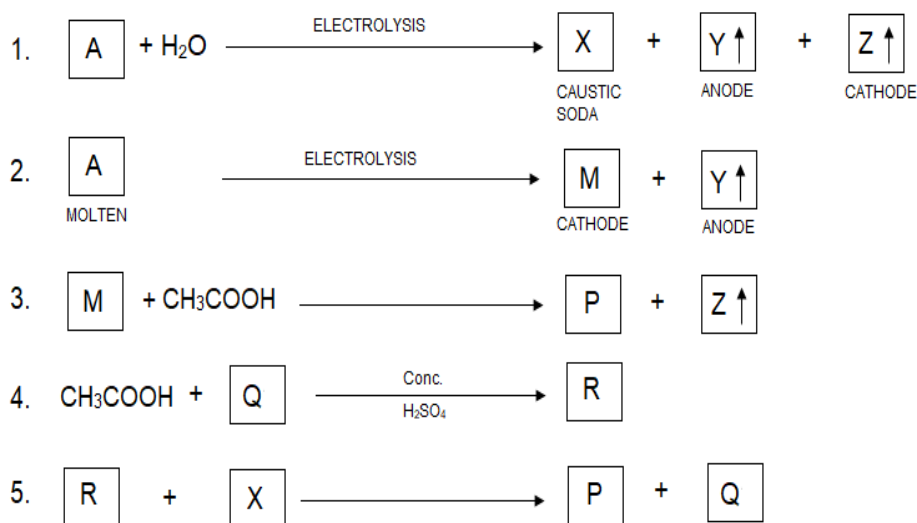 1. A + H₂O ELECTROLYSIS X + Y↑ + Z↑
CAUSTIC SODA ANODE CATHODE
2. A ELECTROLYSIS M + Y↑
MOLTEN CATHODE ANODE
3. M + CH₃COOH P + Z↑
4. CH₃COOH + Q Conc. H₂SO₄ R
5. R + X P + Q